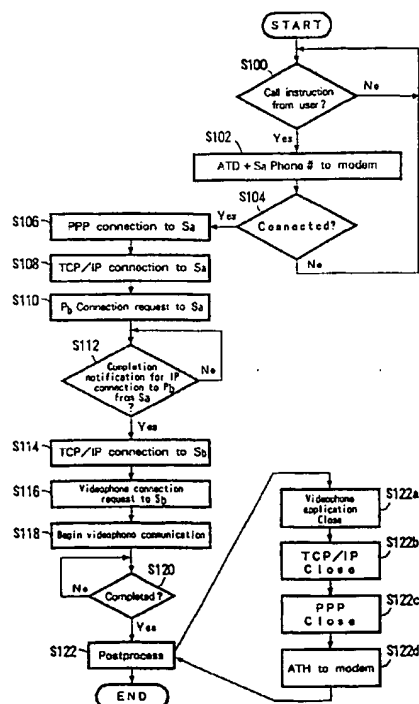 START
S100
Call instruction
from user?
No
Yes
S102
ATD + Sa Phone # to modem
S104
Connected?
Yes
No
S106
PPP connection to Sa
S108
TCP/IP connection to Sa
S110
Pb Connection request to Sa
S112
Completion
notification for IP
connection to Pb
from Sa
?
No
Yes
S114
TCP/IP connection to Sb
S116
Videophone connection
request to Sb
S118
Begin videophone communication
S120
Completed?
No
Yes
S122
Postprocess
END
S122a
Videophone
application
Close
S122b
TCP/IP
Close
S122c
PPP
Close
S122d
ATH to modem